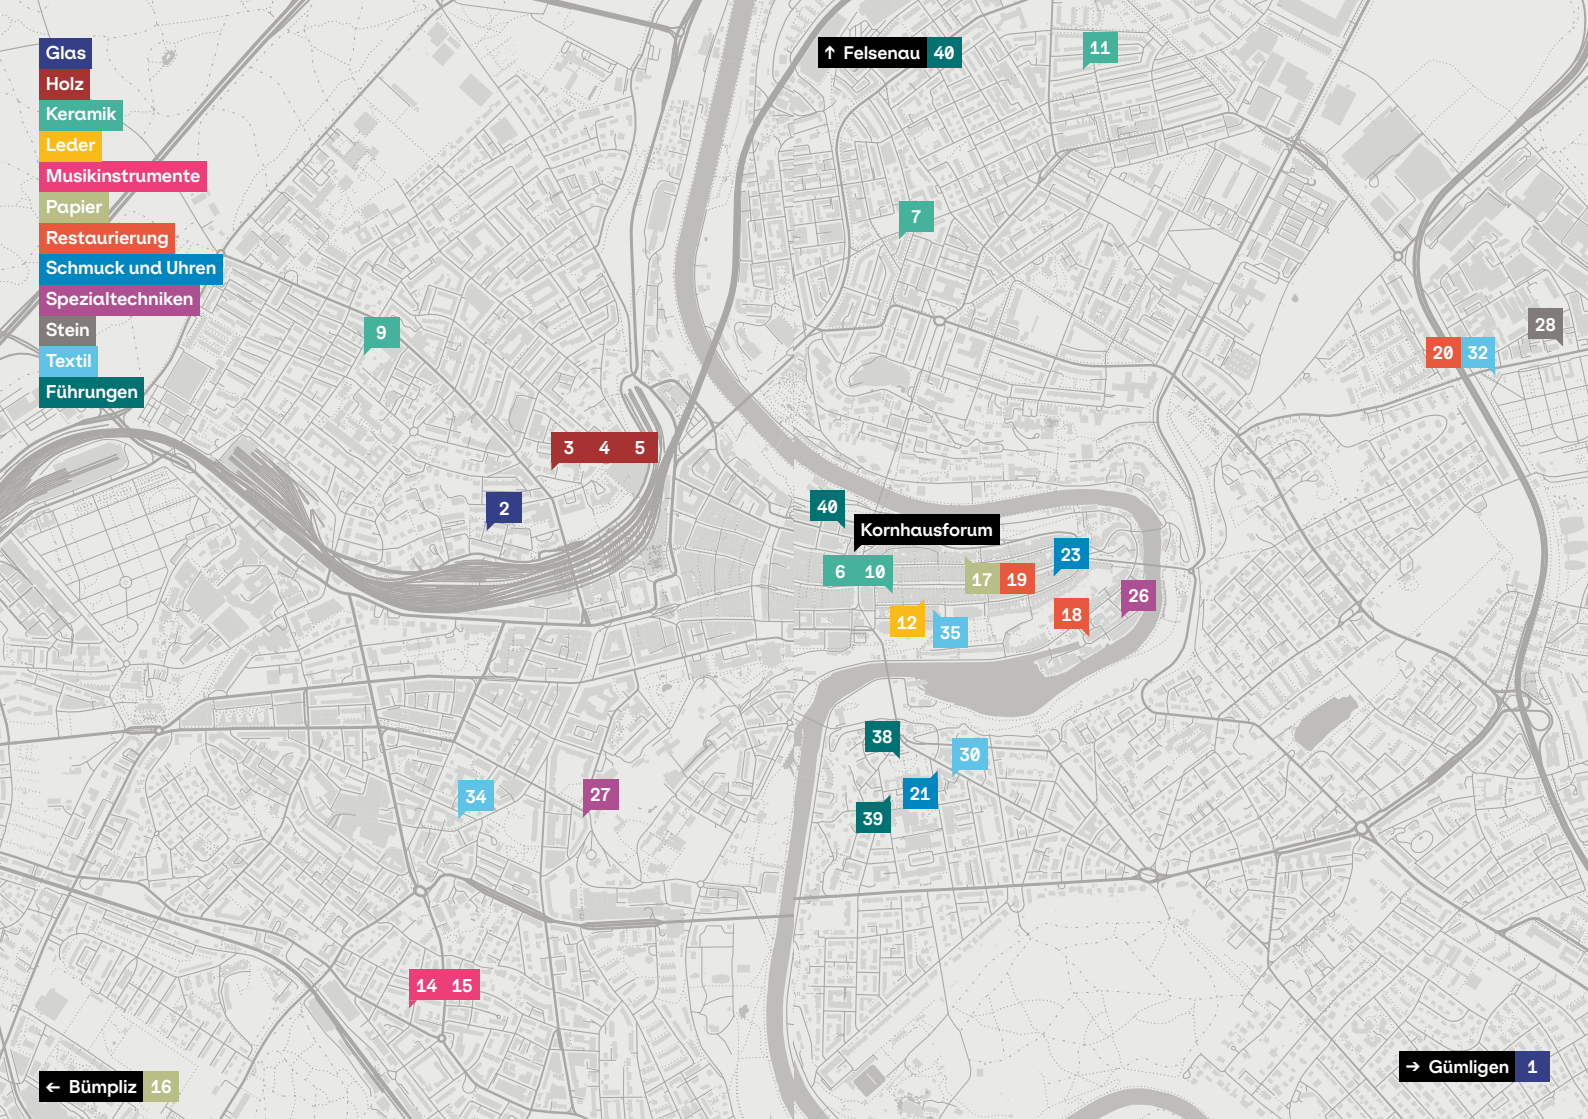 Glas
Holz
Keramik
Leder
Musikinstrumente
Papier
Restaurierung
Schmuck und Uhren
Spezialtechniken
Stein
Textil
Führungen
↑ Felsenau 40
11
7
9
28
20 32
3 4 5
2
40
Kornhausforum
6 10
23
17 19
26
18
12
35
38
30
21
39
34
27
14 15
← Bümpliz 16
→ Gümligen 1